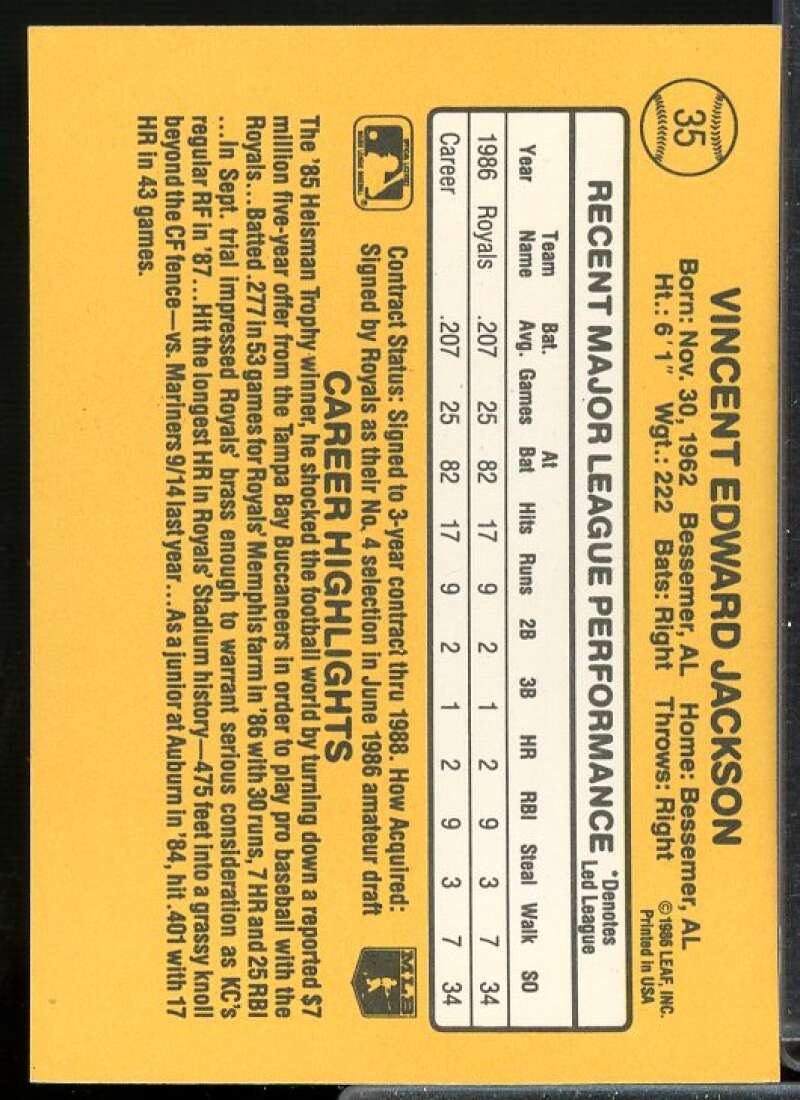 35
VINCENT EDWARD JACKSON
Born: Nov. 30, 1962 Bessemer, AL Home: Bessemer, AL
Ht.: 6'1" Wgt.: 222 Bats: Right Throws: Right
©1986 LEAF, INC.
Printed in USA
RECENT MAJOR LEAGUE PERFORMANCE *Denotes
Led League
Team Bat. At
Year Name Avg. Games Bat Hits Runs 2B 3B HR RBI Steal Walk SO
1986 Royals .207 25 82 17 9 2 1 2 9 3 7 34
Career .207 25 82 17 9 2 1 2 9 3 7 34
Contract Status: Signed to 3-year contract thru 1988. How Acquired:
Signed by Royals as their No. 4 selection in June 1986 amateur draft
MLB
CAREER HIGHLIGHTS
The '85 Heisman Trophy winner, he shocked the football world by turning down a reported $7
million five-year offer from the Tampa Bay Buccaneers in order to play pro baseball with the
Royals...Batted .277 in 53 games for Royals' Memphis farm in '86 with 30 runs, 7 HR and 25 RBI
...In Sept. trial impressed Royals' brass enough to warrant serious consideration as KC's
regular RF in '87...Hit the longest HR in Royals' Stadium history—475 feet into a grassy knoll
beyond the CF fence—vs. Mariners 9/14 last year...As a junior at Auburn in '84, hit .401 with 17
HR in 43 games.